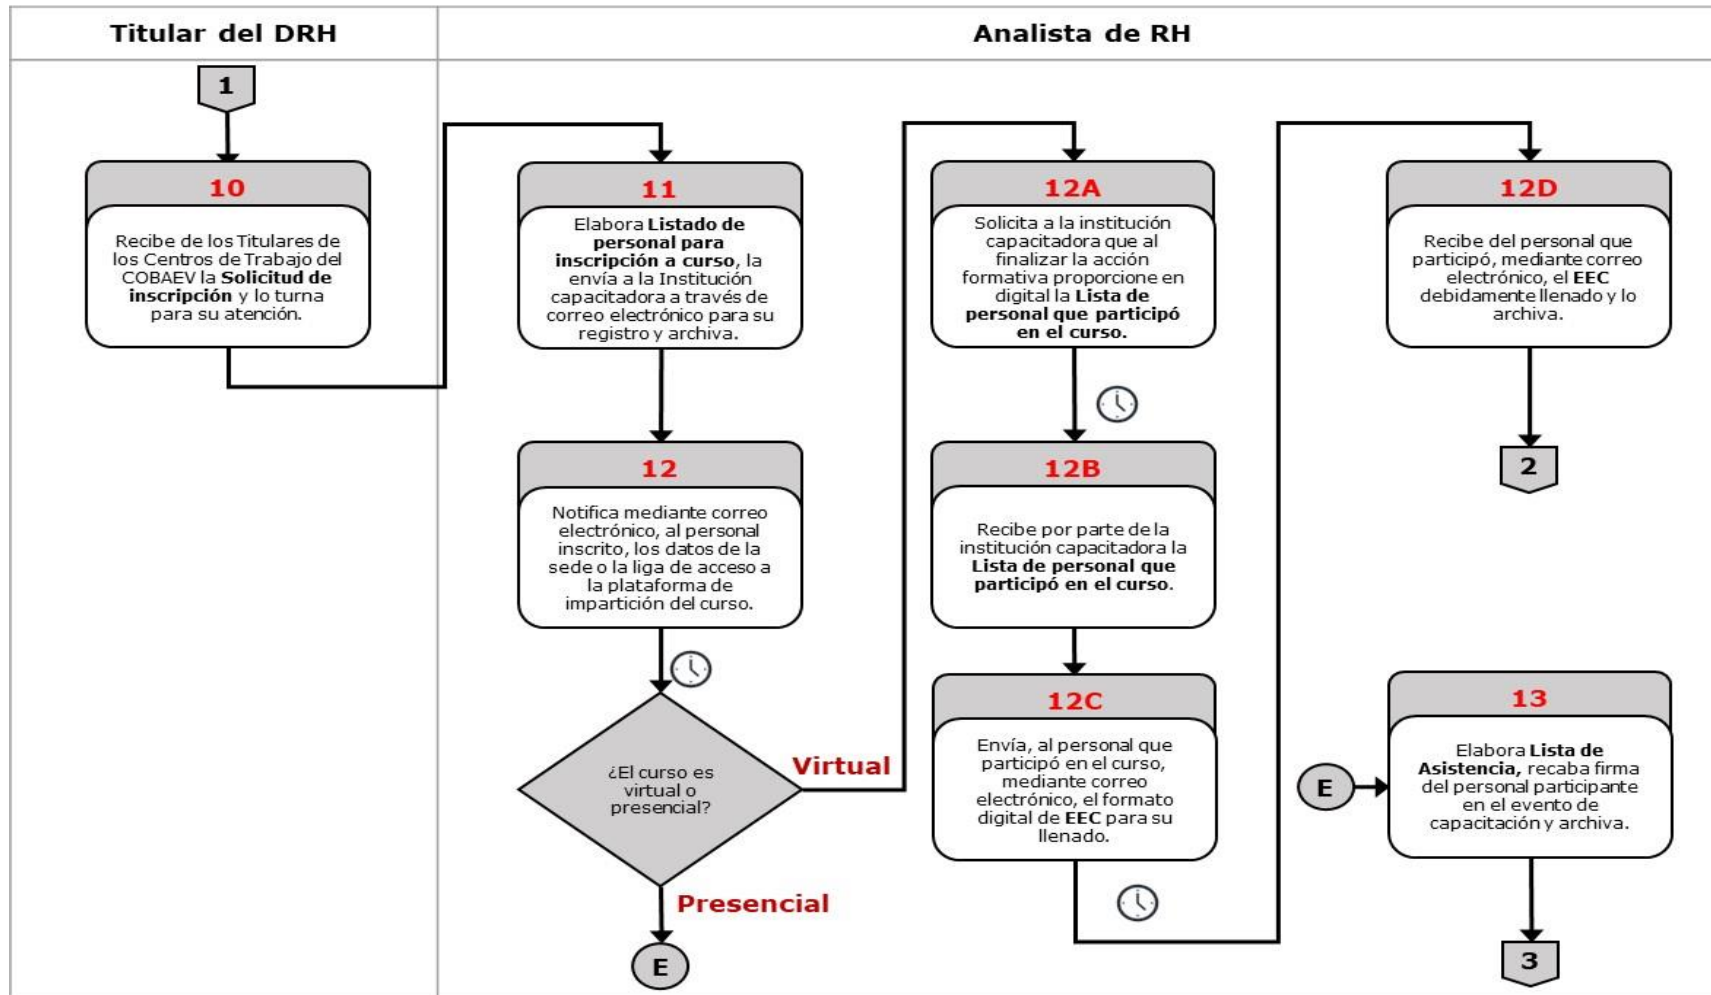 Titular del DRH
Analista de RH
1
10
Recibe de los Titulares de
los Centros de Trabajo del
COBAEV la Solicitud de
inscripción y lo turna
para su atención.
11
Elabora Listado de
personal para
inscripción a curso, la
envía a la Institución
capacitadora a través de
correo electrónico para su
registro y archiva.
12
Notifica mediante correo
electrónico, al personal
inscrito, los datos de la
sede o la liga de acceso a
la plataforma de
impartición del curso.
¿El curso es
virtual o
presencial?
Virtual
Presencial
E
12A
Solicita a la institución
capacitadora que al
finalizar la acción
formativa proporcione en
digital la Lista de
personal que participó
en el curso.
12B
Recibe por parte de la
institución capacitadora la
Lista de personal que
participó en el curso.
12C
Envía, al personal que
participó en el curso,
mediante correo
electrónico, el formato
digital de EEC para su
llenado.
12D
Recibe del personal que
participó, mediante correo
electrónico, el EEC
debidamente llenado y lo
archiva.
2
E
13
Elabora Lista de
Asistencia, recaba firma
del personal participante
en el evento de
capacitación y archiva.
3